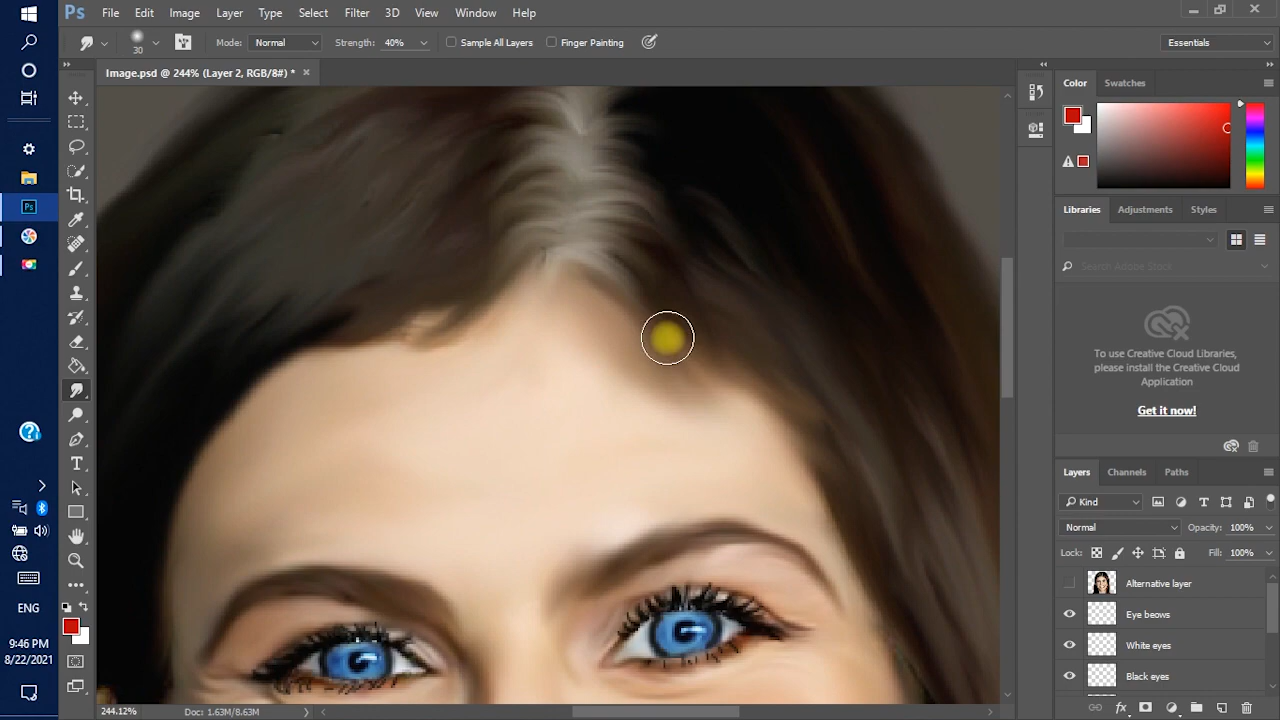 Ps File Edit Image Layer Type Select Filter 3D View Window Help
30 Mode: Normal Strength: 40% Sample All Layers Finger Painting Essentials
Image.psd @ 244% (Layer 2, RGB/8#) * ×
Color Swatches
Libraries Adjustments Styles
Search Adobe Stock
To use Creative Cloud Libraries,
please install the Creative Cloud
Application
Get it now!
Layers Channels Paths
Kind
Normal Opacity: 100%
Lock: Fill: 100%
Alternative layer
Eye beows
White eyes
Black eyes
Ps
T
ENG
9:46 PM
8/22/2021
244.12% Doc: 1.63M/8.63M